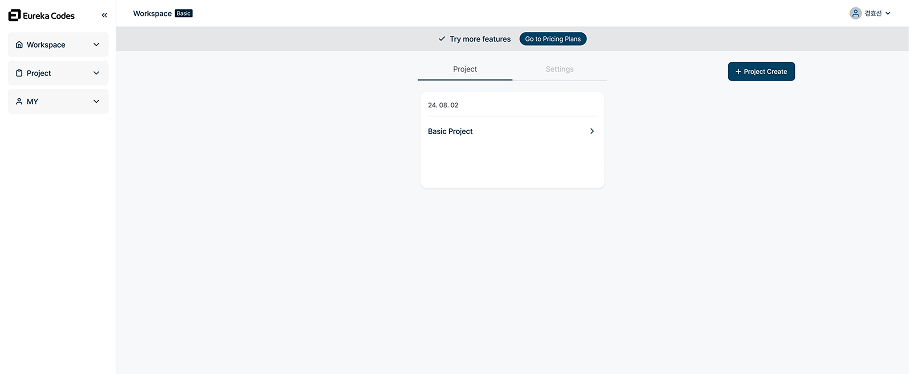 Eureka Codes
Workspace Basic
경효선
Workspace
Project
MY
Try more features Go to Pricing Plans
Project Settings
+ Project Create
24. 08. 02
Basic Project